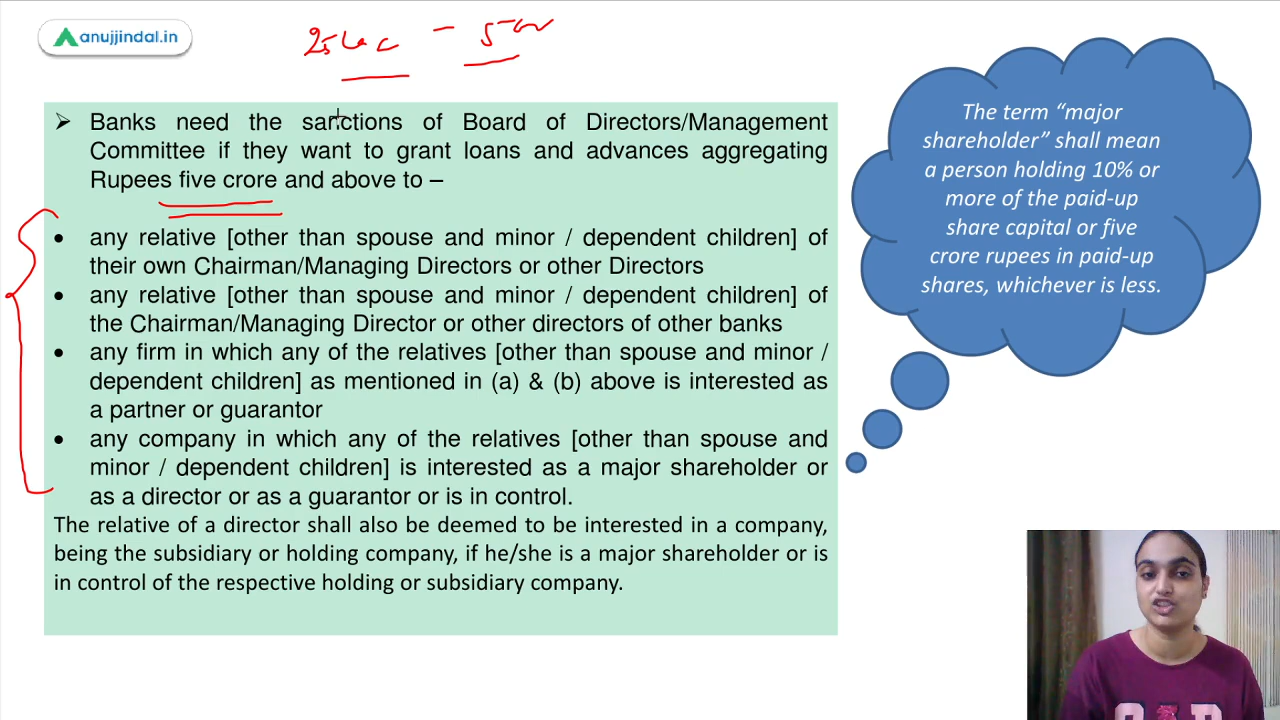 anujjindal.in
25 lac - 5 cr
➢ Banks need the sanctions of Board of Directors/Management
Committee if they want to grant loans and advances aggregating
Rupees five crore and above to –
• any relative [other than spouse and minor / dependent children] of
their own Chairman/Managing Directors or other Directors
• any relative [other than spouse and minor / dependent children] of
the Chairman/Managing Director or other directors of other banks
• any firm in which any of the relatives [other than spouse and minor /
dependent children] as mentioned in (a) & (b) above is interested as
a partner or guarantor
• any company in which any of the relatives [other than spouse and
minor / dependent children] is interested as a major shareholder or
as a director or as a guarantor or is in control.
The relative of a director shall also be deemed to be interested in a company,
being the subsidiary or holding company, if he/she is a major shareholder or is
in control of the respective holding or subsidiary company.
The term “major
shareholder” shall mean
a person holding 10% or
more of the paid-up
share capital or five
crore rupees in paid-up
shares, whichever is less.